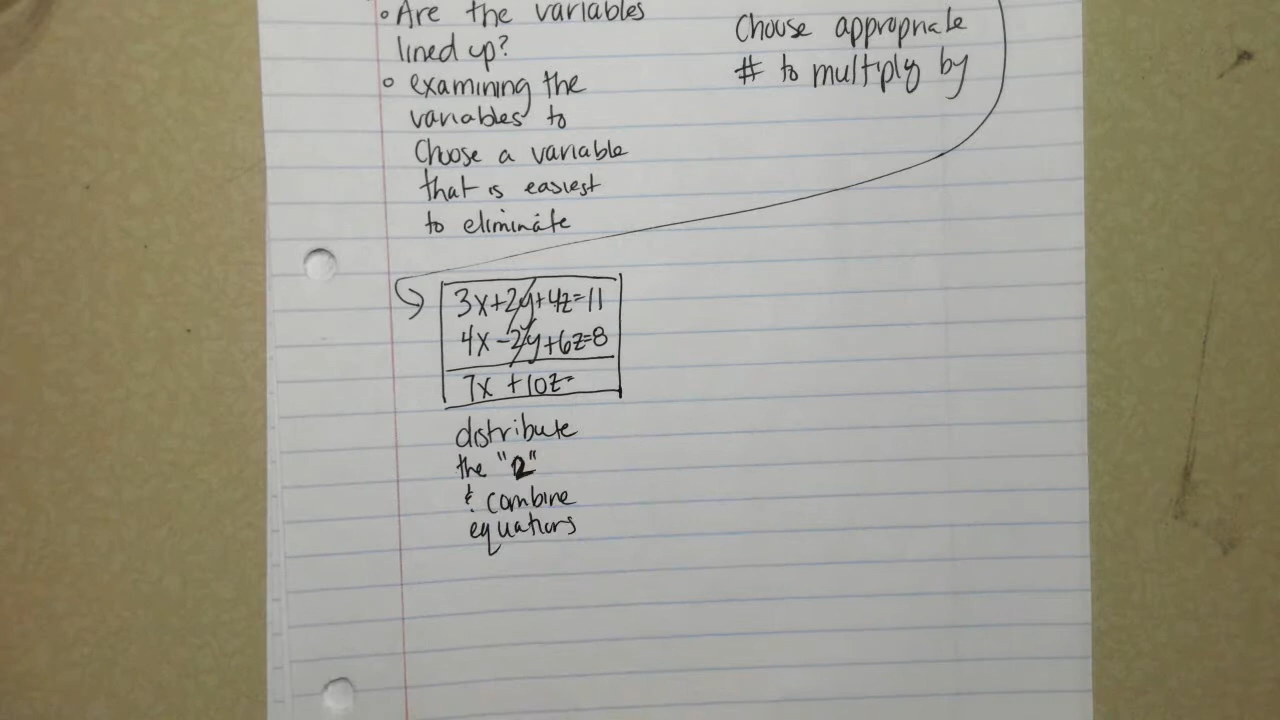 • Are the variables
lined up?
• examining the
variables to
choose a variable
that is easiest
to eliminate
Choose appropriate
# to multiply by
3x+2y+4z=11
4x-2y+6z=8
7x +10z=
distribute
the "2"
& combine
equations